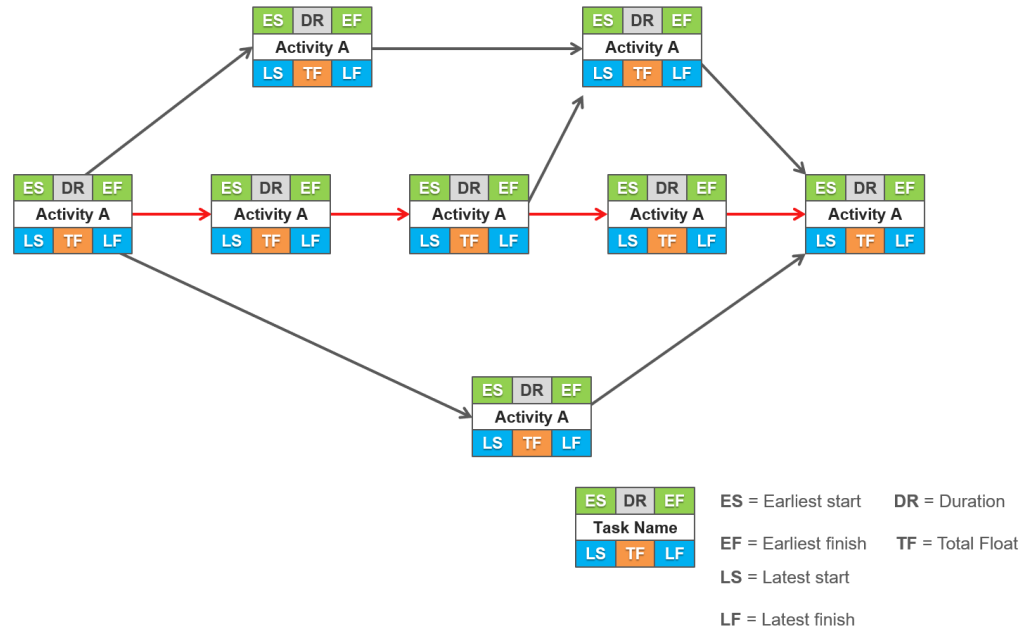 ES DR EF ES DR EF
Activity A Activity A
LS TF LF LS TF LF
ES DR EF ES DR EF ES DR EF ES DR EF ES DR EF
Activity A Activity A Activity A Activity A Activity A
LS TF LF LS TF LF LS TF LF LS TF LF LS TF LF
ES DR EF
Activity A
LS TF LF
ES DR EF
Task Name
LS TF LF
ES = Earliest start DR = Duration
EF = Earliest finish TF = Total Float
LS = Latest start
LF = Latest finish